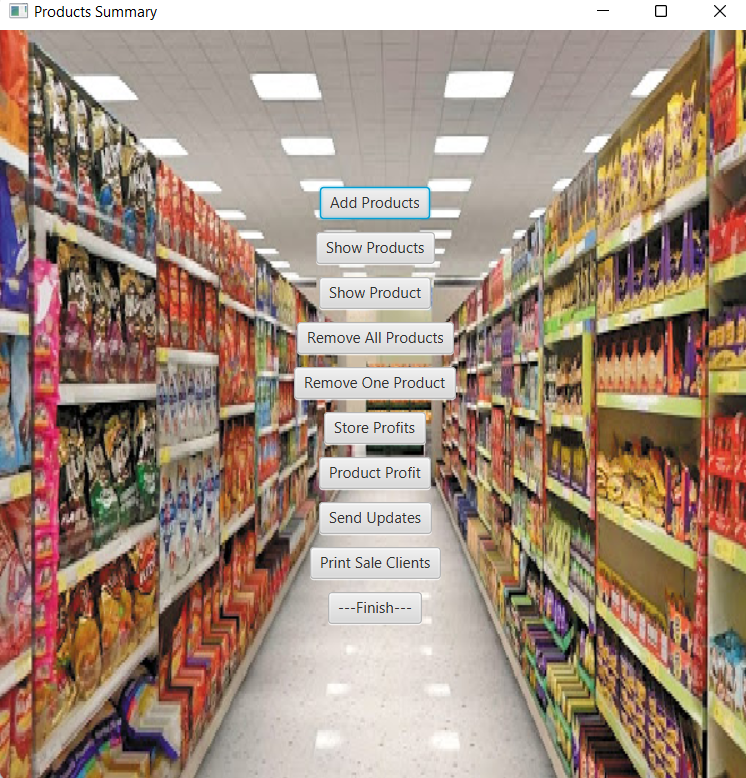 Products Summary
Add Products
Show Products
Show Product
Remove All Products
Remove One Product
Store Profits
Product Profit
Send Updates
Print Sale Clients
---Finish---